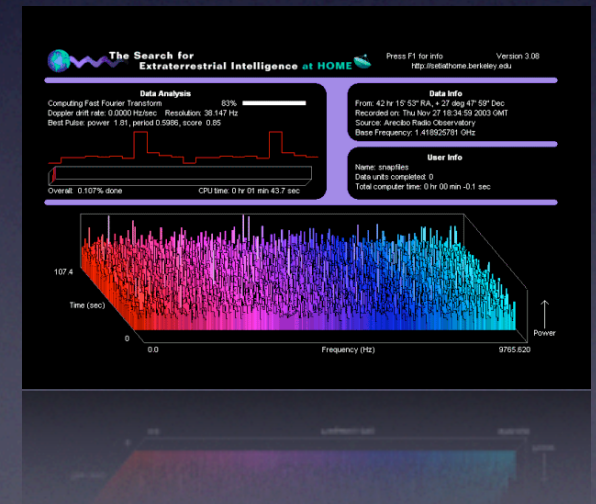 The Search for
Extraterrestrial Intelligence at HOME
Press F1 for info
Version 3.08
http://setiathome.berkeley.edu
Data Analysis
Computing Fast Fourier Transform 83%
Doppler drift rate: 0.0000 Hz/sec Resolution: 38.147 Hz
Best Pulse: power 1.81, period 0.5986, score 0.85
Overall: 0.107% done CPU time: 0 hr 01 min 43.7 sec
Data Info
From: 42 hr 15' 53" RA, + 27 deg 47' 59" Dec
Recorded on: Thu Nov 27 18:34:59 2003 GMT
Source: Arecibo Radio Observatory
Base Frequency: 1.418925781 GHz
User Info
Name: snapfiles
Data units completed: 0
Total computer time: 0 hr 00 min -0.1 sec
107.4
Time (sec)
0
0.0
Frequency (Hz)
9765.620
Power